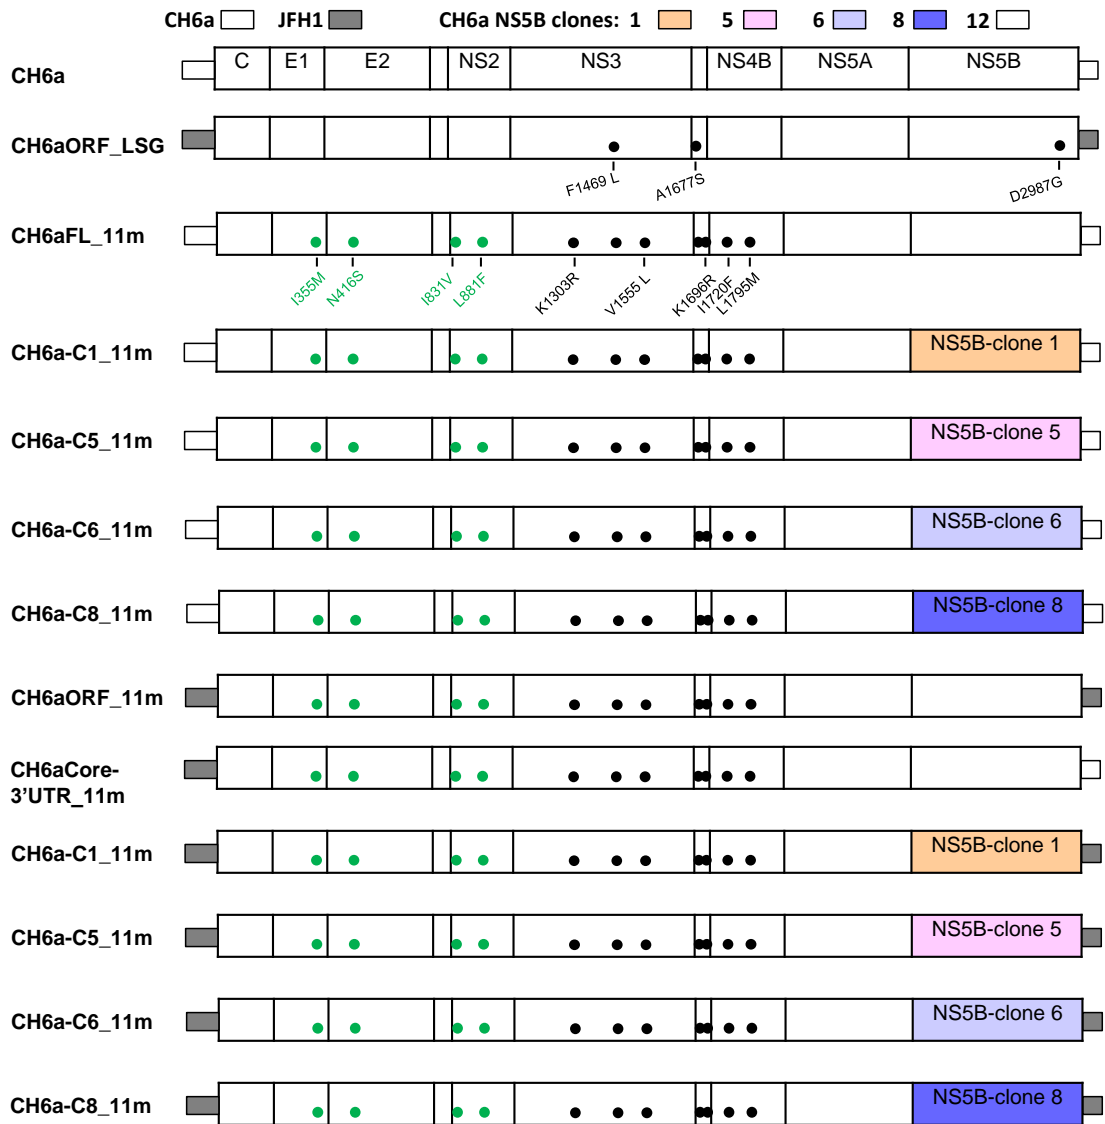 CH6a JFH1 CH6a NS5B clones: 1 5 6 8 12
CH6a C E1 E2 NS2 NS3 NS4B NS5A NS5B
CH6aORF_LSG
F1469 L A1677S D2987G
CH6aFL_11m
I355M N416S I831V L881F K1303R V1555 L K1696R I1720F L1795M
CH6a-C1_11m NS5B-clone 1
CH6a-C5_11m NS5B-clone 5
CH6a-C6_11m NS5B-clone 6
CH6a-C8_11m NS5B-clone 8
CH6aORF_11m
CH6aCore-
3’UTR_11m
CH6a-C1_11m NS5B-clone 1
CH6a-C5_11m NS5B-clone 5
CH6a-C6_11m NS5B-clone 6
CH6a-C8_11m NS5B-clone 8